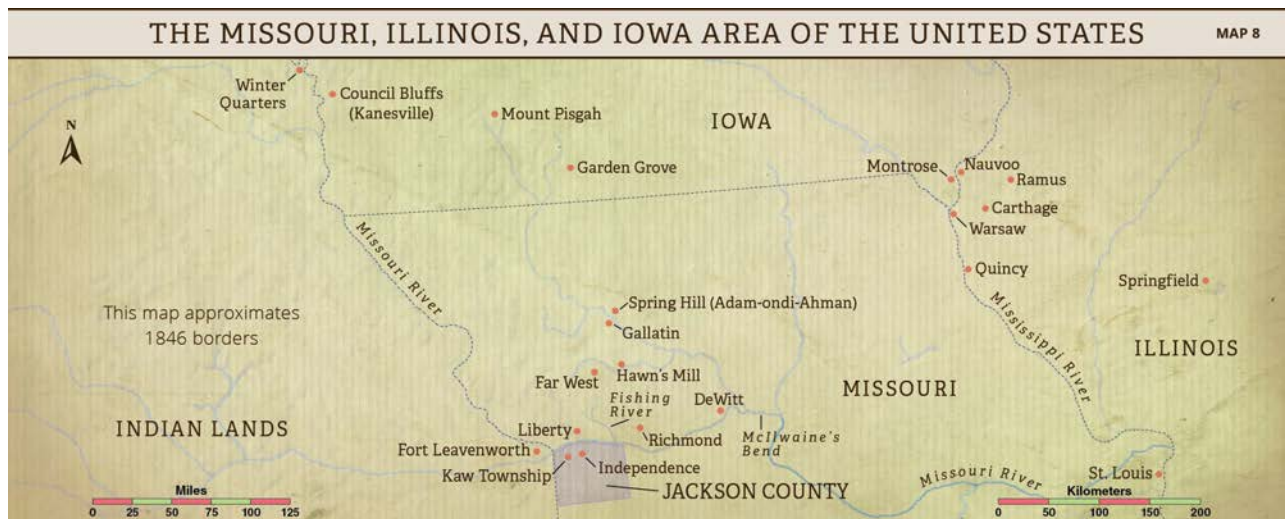 THE MISSOURI, ILLINOIS, AND IOWA AREA OF THE UNITED STATES
MAP 8
Winter
Quarters
Council Bluffs
(Kanesville)
Mount Pisgah
IOWA
N
Garden Grove
Montrose
Nauvoo
Ramus
Carthage
Warsaw
Missouri River
Quincy
Springfield
This map approximates
1846 borders
Spring Hill (Adam-ondi-Ahman)
Gallatin
Mississippi River
ILLINOIS
Far West
Hawn's Mill
MISSOURI
Fishing
River
DeWitt
INDIAN LANDS
Liberty
Richmond
McIlwaine's
Bend
Fort Leavenworth
Kaw Township
Independence
Missouri River
St. Louis
JACKSON COUNTY
Miles
0 25 50 75 100 125
Kilometers
0 50 100 150 200